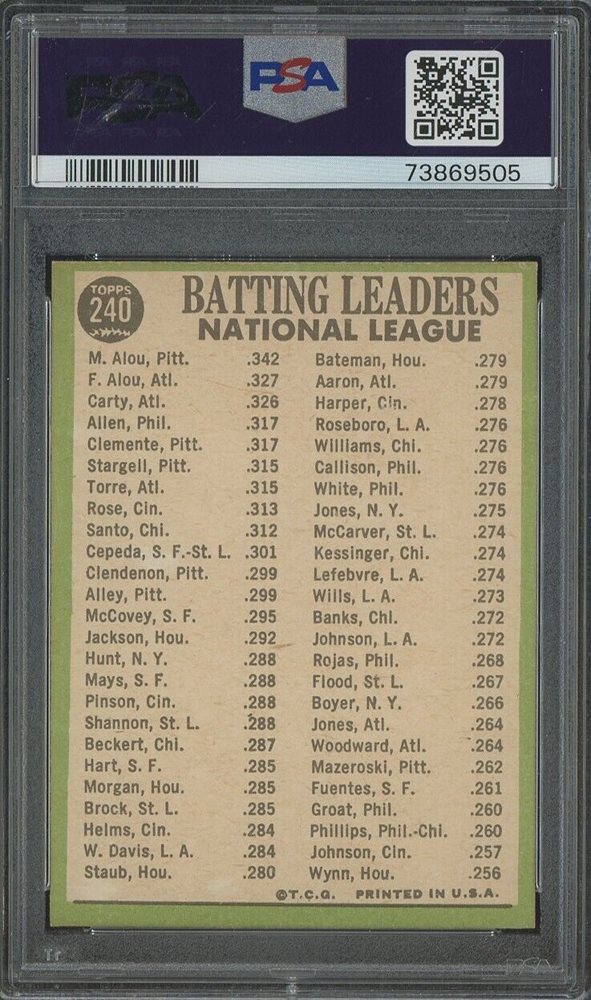 PSA
PSA
73869505
TOPPS
240
BATTING LEADERS
NATIONAL LEAGUE
M. Alou, Pitt. .342
F. Alou, Atl. .327
Carty, Atl. .326
Allen, Phil. .317
Clemente, Pitt. .317
Stargell, Pitt. .315
Torre, Atl. .315
Rose, Cin. .313
Santo, Chi. .312
Cepeda, S. F.-St. L. .301
Clendenon, Pitt. .299
Alley, Pitt. .299
McCovey, S. F. .295
Jackson, Hou. .292
Hunt, N. Y. .288
Mays, S. F. .288
Pinson, Cin. .288
Shannon, St. L. .288
Beckert, Chi. .287
Hart, S. F. .285
Morgan, Hou. .285
Brock, St. L. .285
Helms, Cin. .284
W. Davis, L. A. .284
Staub, Hou. .280
Bateman, Hou. .279
Aaron, Atl. .279
Harper, Cin. .278
Roseboro, L. A. .276
Williams, Chi. .276
Callison, Phil. .276
White, Phil. .276
Jones, N. Y. .275
McCarver, St. L. .274
Kessinger, Chi. .274
Lefebvre, L. A. .274
Wills, L. A. .273
Banks, Chi. .272
Johnson, L. A. .272
Rojas, Phil. .268
Flood, St. L. .267
Boyer, N. Y. .266
Jones, Atl. .264
Woodward, Atl. .264
Mazeroski, Pitt. .262
Fuentes, S. F. .261
Groat, Phil. .260
Phillips, Phil.-Chi. .260
Johnson, Cin. .257
Wynn, Hou. .256
©T.C.G. PRINTED IN U.S.A.
Tr
PSA